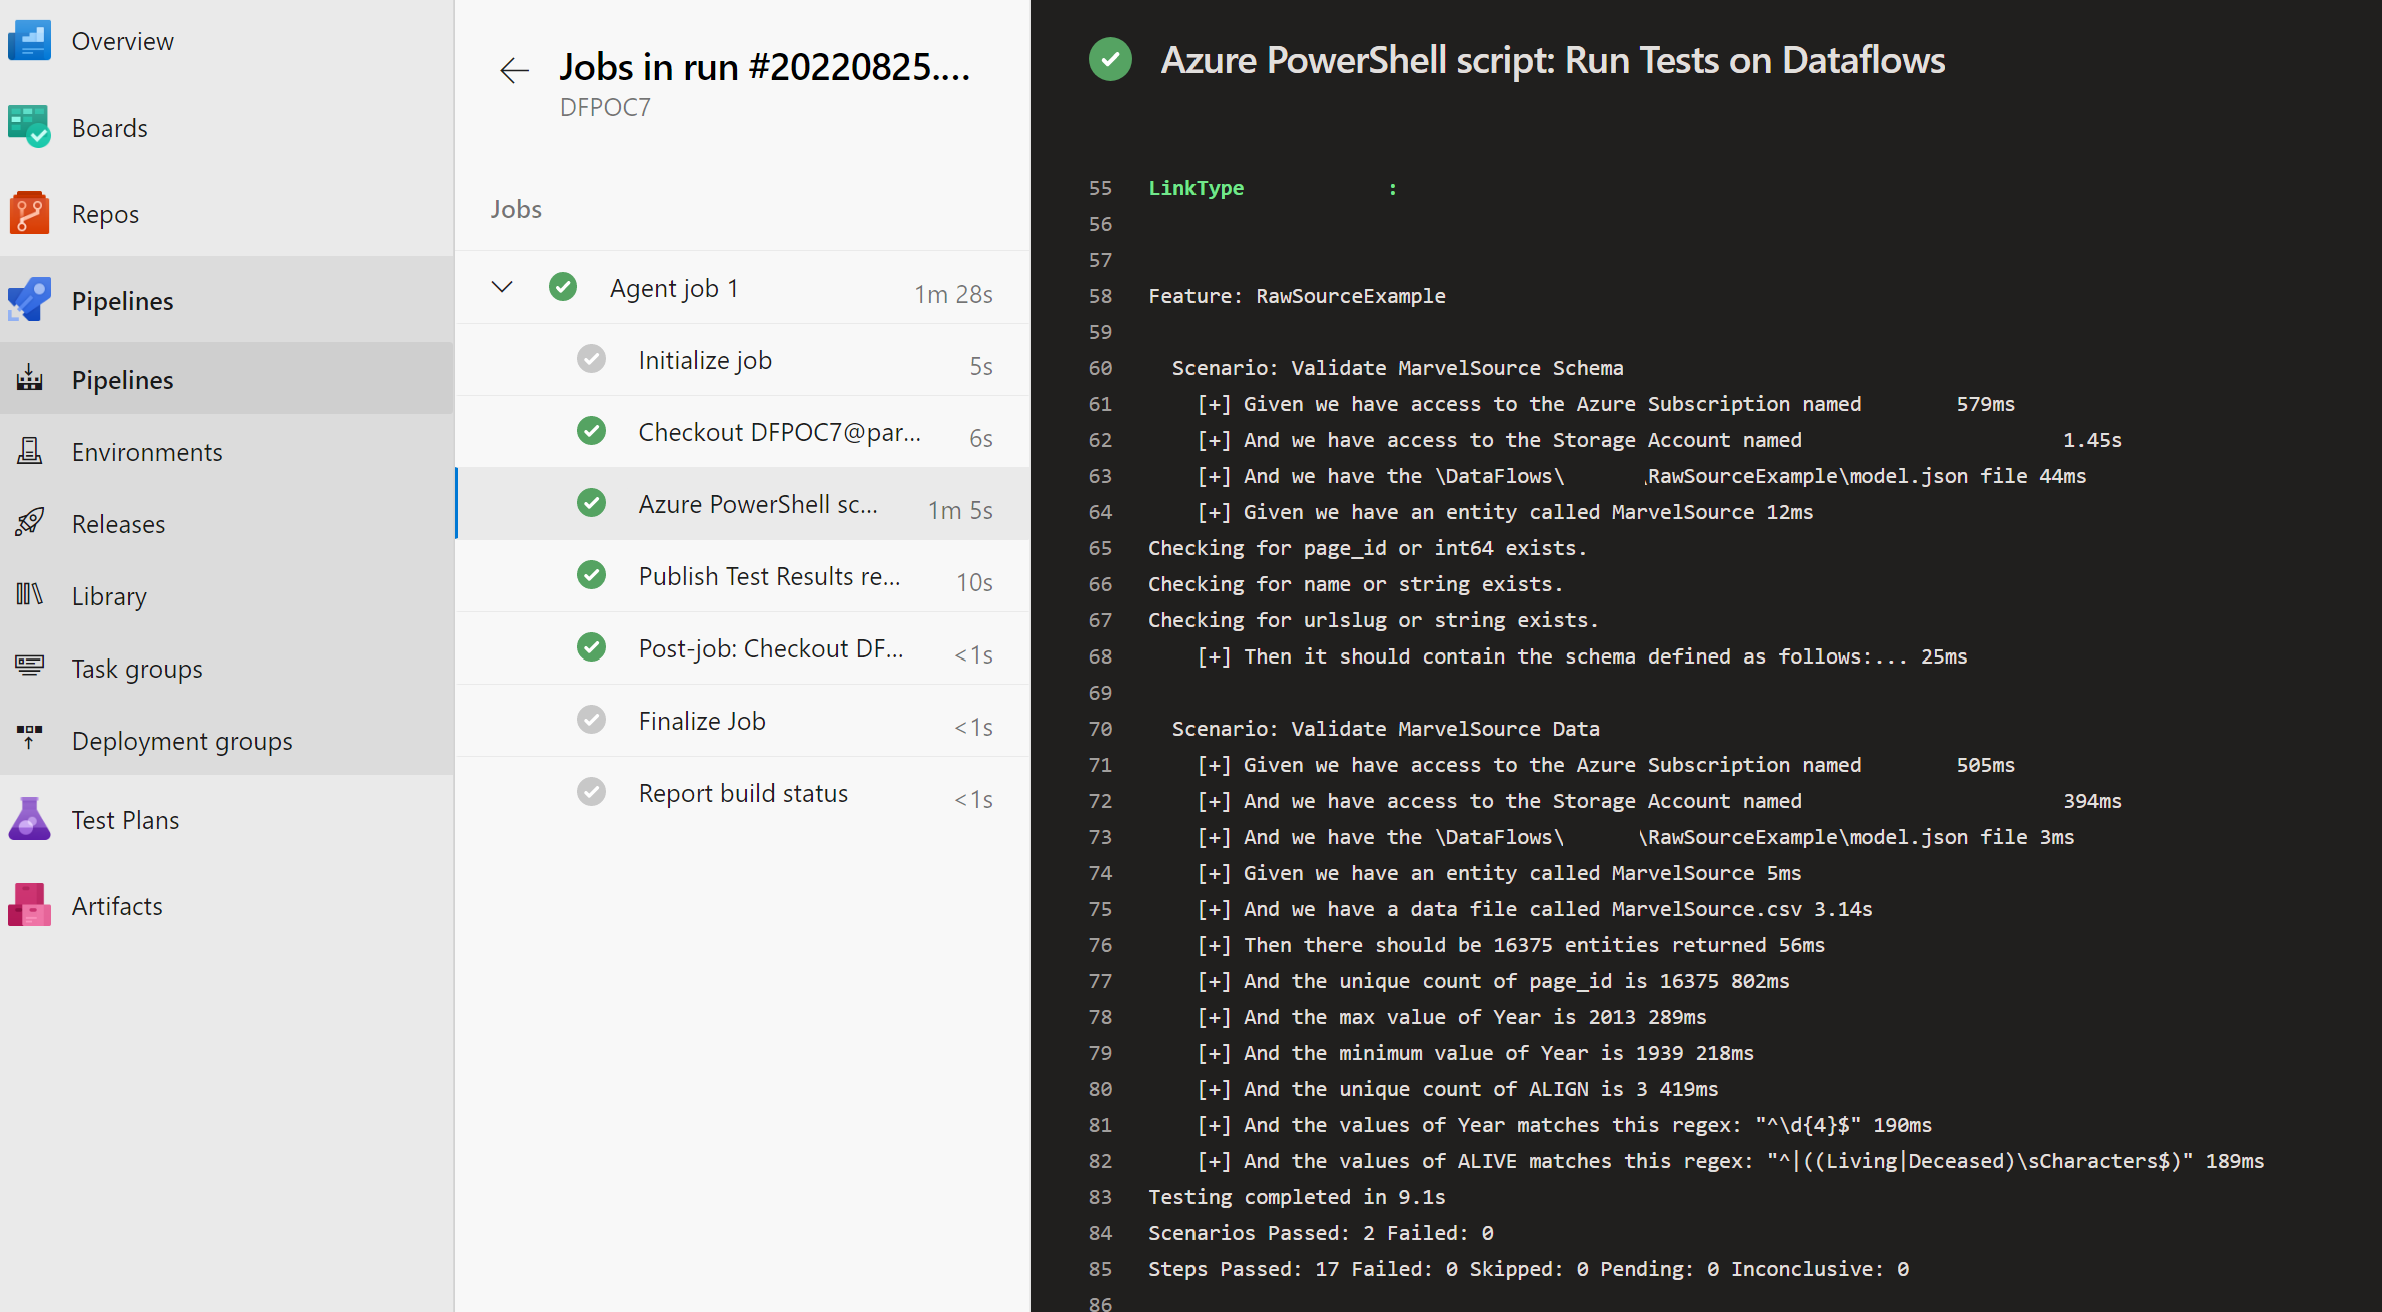 Overview
Boards
Repos
Pipelines
Pipelines
Environments
Releases
Library
Task groups
Deployment groups
Test Plans
Artifacts
Jobs in run #20220825....
DFPOC7
Jobs
Agent job 1 1m 28s
Initialize job 5s
Checkout DFPOC7@par... 6s
Azure PowerShell sc... 1m 5s
Publish Test Results re... 10s
Post-job: Checkout DF... <1s
Finalize Job <1s
Report build status <1s
Azure PowerShell script: Run Tests on Dataflows
55 LinkType :
56
57
58 Feature: RawSourceExample
59
60 Scenario: Validate MarvelSource Schema
61 [+] Given we have access to the Azure Subscription named 579ms
62 [+] And we have access to the Storage Account named 1.45s
63 [+] And we have the \DataFlows\ \RawSourceExample\model.json file 44ms
64 [+] Given we have an entity called MarvelSource 12ms
65 Checking for page_id or int64 exists.
66 Checking for name or string exists.
67 Checking for urlslug or string exists.
68 [+] Then it should contain the schema defined as follows:... 25ms
69
70 Scenario: Validate MarvelSource Data
71 [+] Given we have access to the Azure Subscription named 505ms
72 [+] And we have access to the Storage Account named 394ms
73 [+] And we have the \DataFlows\ \RawSourceExample\model.json file 3ms
74 [+] Given we have an entity called MarvelSource 5ms
75 [+] And we have a data file called MarvelSource.csv 3.14s
76 [+] Then there should be 16375 entities returned 56ms
77 [+] And the unique count of page_id is 16375 802ms
78 [+] And the max value of Year is 2013 289ms
79 [+] And the minimum value of Year is 1939 218ms
80 [+] And the unique count of ALIGN is 3 419ms
81 [+] And the values of Year matches this regex: "^\d{4}$" 190ms
82 [+] And the values of ALIVE matches this regex: "^|((Living|Deceased)\sCharacters$)" 189ms
83 Testing completed in 9.1s
84 Scenarios Passed: 2 Failed: 0
85 Steps Passed: 17 Failed: 0 Skipped: 0 Pending: 0 Inconclusive: 0
86